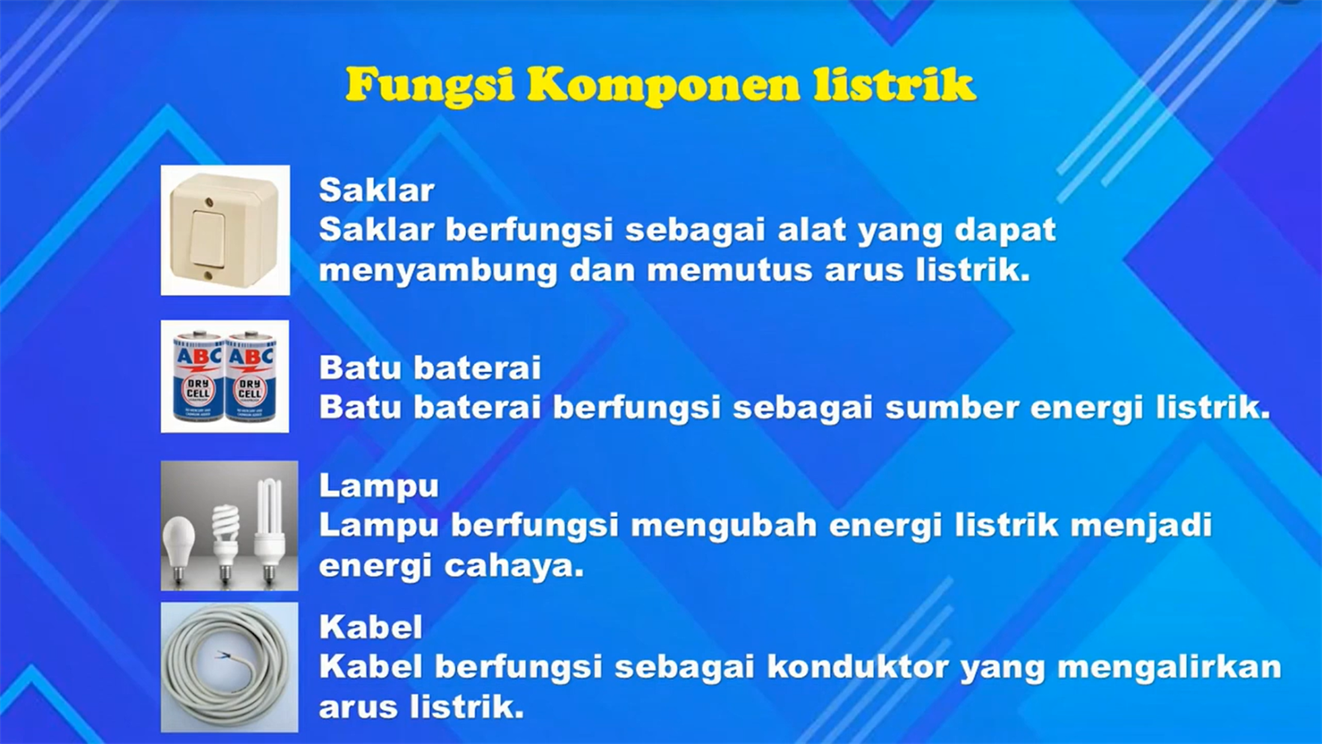 Fungsi Komponen listrik
Saklar
Saklar berfungsi sebagai alat yang dapat
menyambung dan memutus arus listrik.
ABC ABC
DRY CELL DRY CELL
Batu baterai
Batu baterai berfungsi sebagai sumber energi listrik.
Lampu
Lampu berfungsi mengubah energi listrik menjadi
energi cahaya.
Kabel
Kabel berfungsi sebagai konduktor yang mengalirkan
arus listrik.